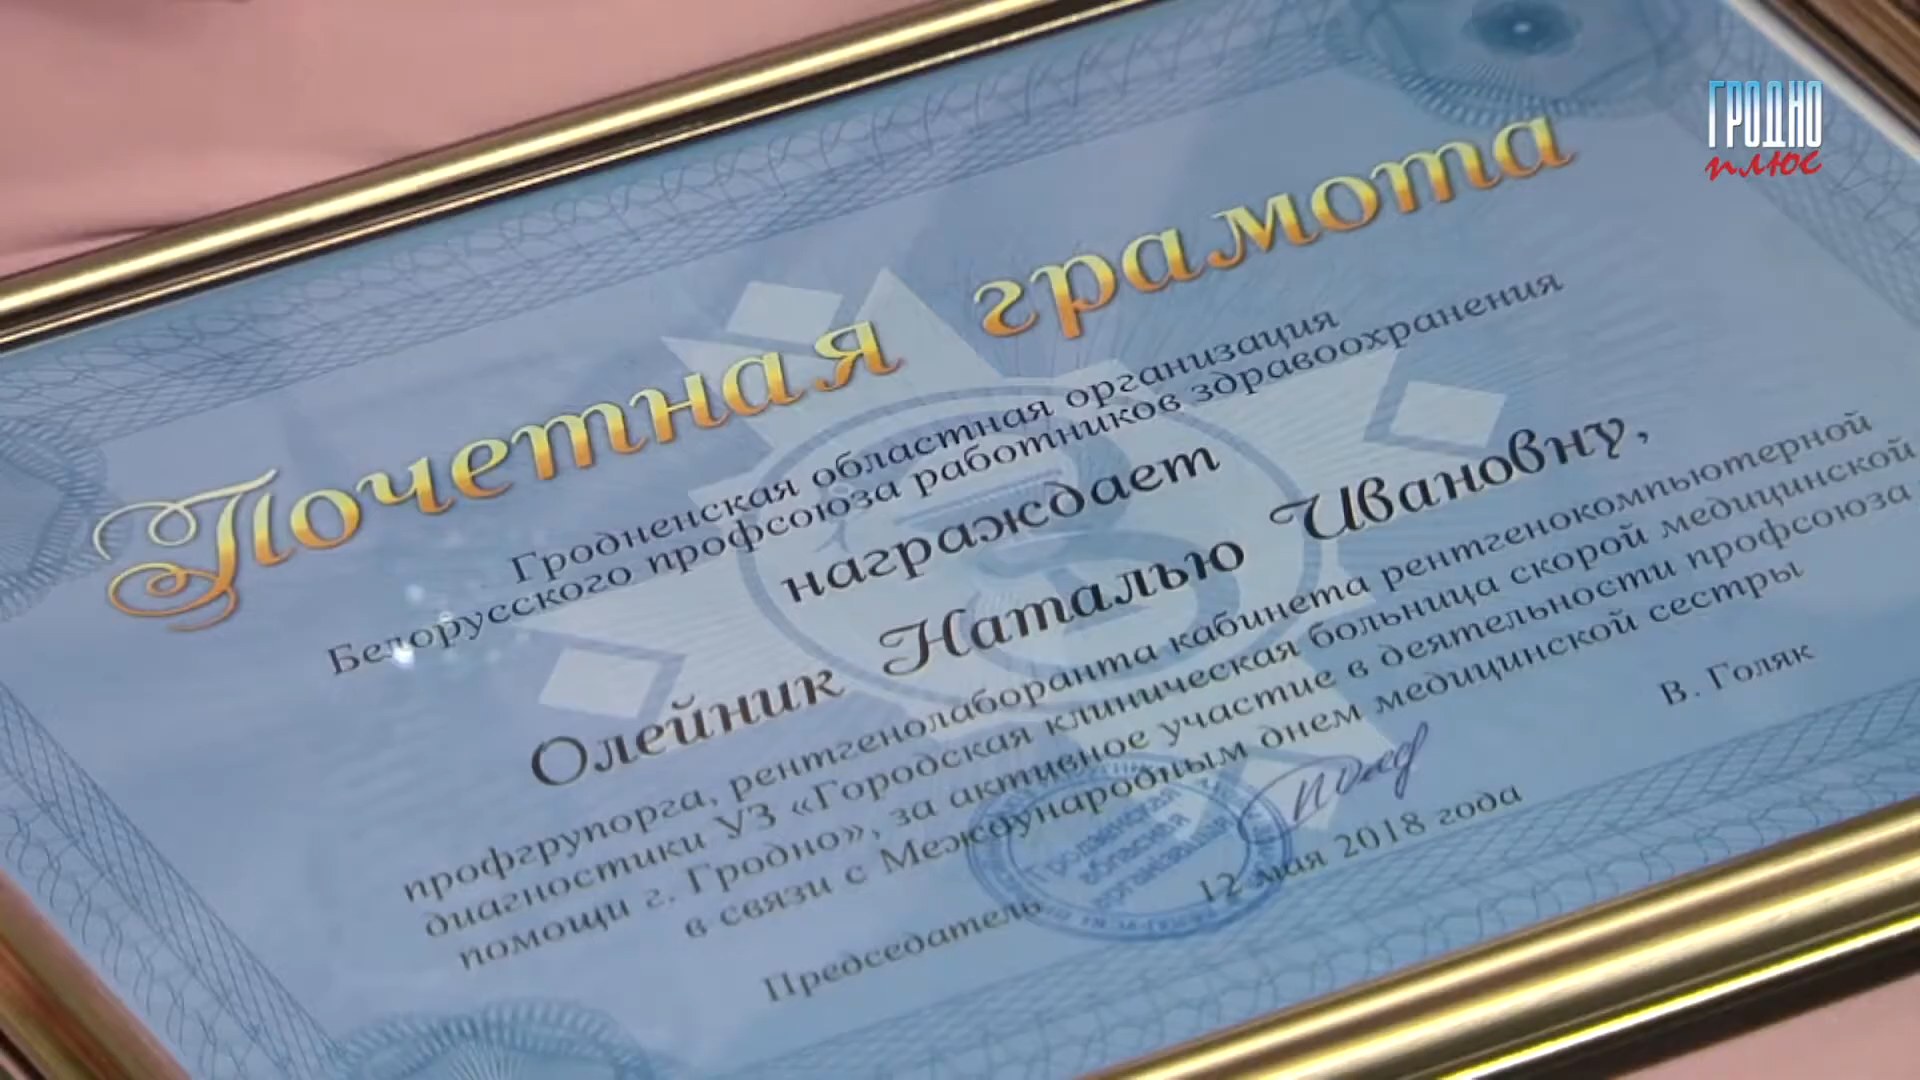 ГРОДНО
плюс
Почетная грамота
Гродненская областная организация
Белорусского профсоюза работников здравоохранения
награждает
Олейник Наталью Ивановну,
профгрупорга, рентгенолаборанта кабинета рентгенокомпьютерной
диагностики УЗ «Городская клиническая больница скорой медицинской
помощи г. Гродно», за активное участие в деятельности профсоюза
в связи с Международным днем медицинской сестры
Председатель
В. Голяк
12 мая 2018 года